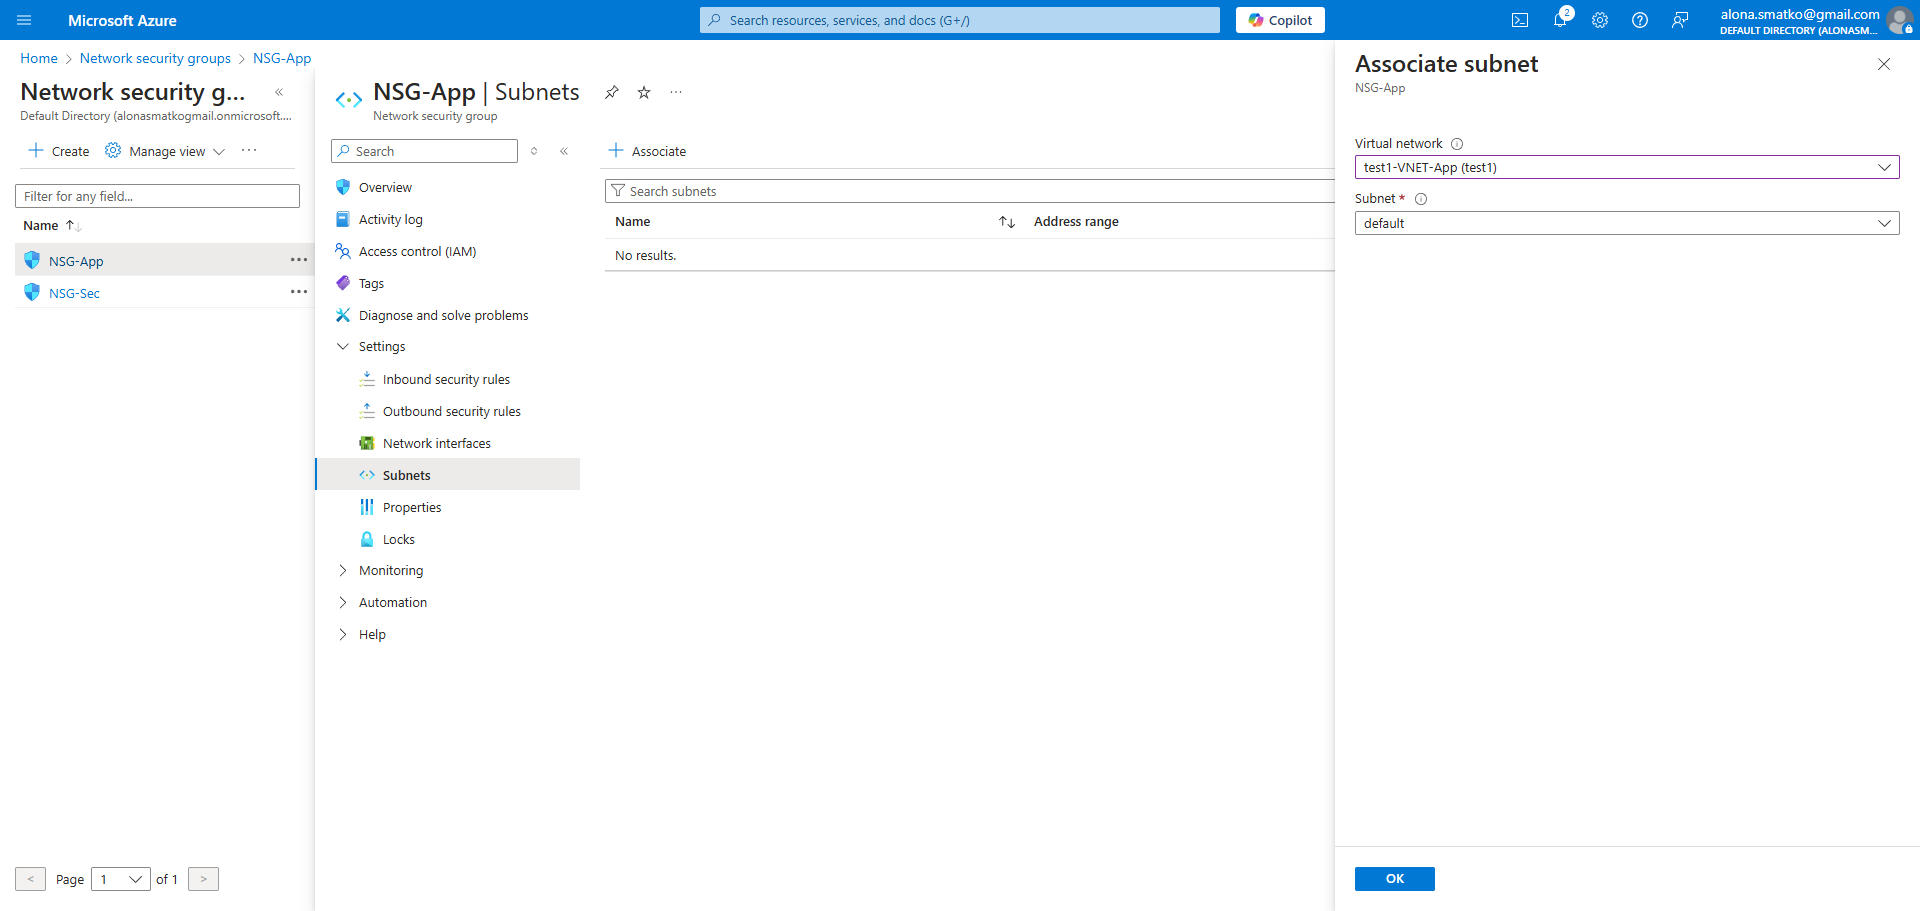 Microsoft Azure
Search resources, services, and docs (G+/)
Copilot
2
alona.smatko@gmail.com
DEFAULT DIRECTORY (ALONASM...
Home > Network security groups > NSG-App
Network security g... «
Default Directory (alonasmatkogmail.onmicrosoft....
+ Create
Manage view
...
Filter for any field...
Name ↑↓
NSG-App ...
NSG-Sec ...
< Page 1 of 1 >
NSG-App | Subnets ...
Network security group
Search «
Overview
Activity log
Access control (IAM)
Tags
Diagnose and solve problems
Settings
Inbound security rules
Outbound security rules
Network interfaces
Subnets
Properties
Locks
Monitoring
Automation
Help
+ Associate
Search subnets
Name ↑↓ Address range
No results.
Associate subnet
NSG-App
Virtual network
test1-VNET-App (test1)
Subnet *
default
OK